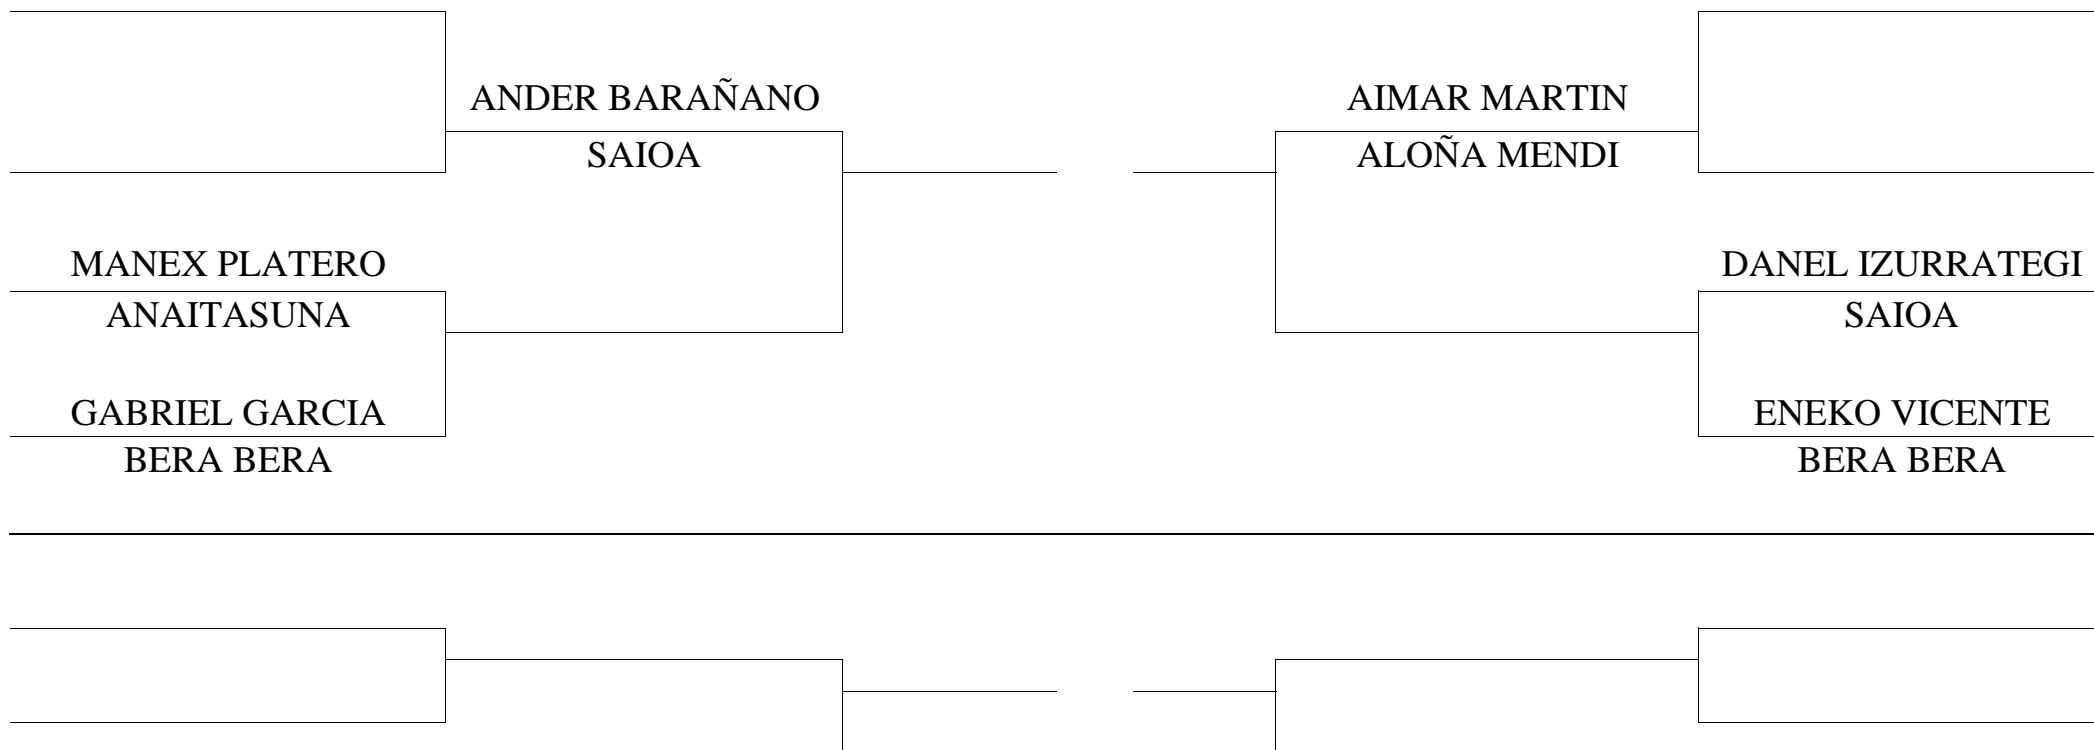 ANDER BARAÑANO
SAIOA
AIMAR MARTIN
ALOÑA MENDI
MANEX PLATERO
ANAITASUNA
DANEL IZURRATEGI
SAIOA
GABRIEL GARCIA
BERA BERA
ENEKO VICENTE
BERA BERA